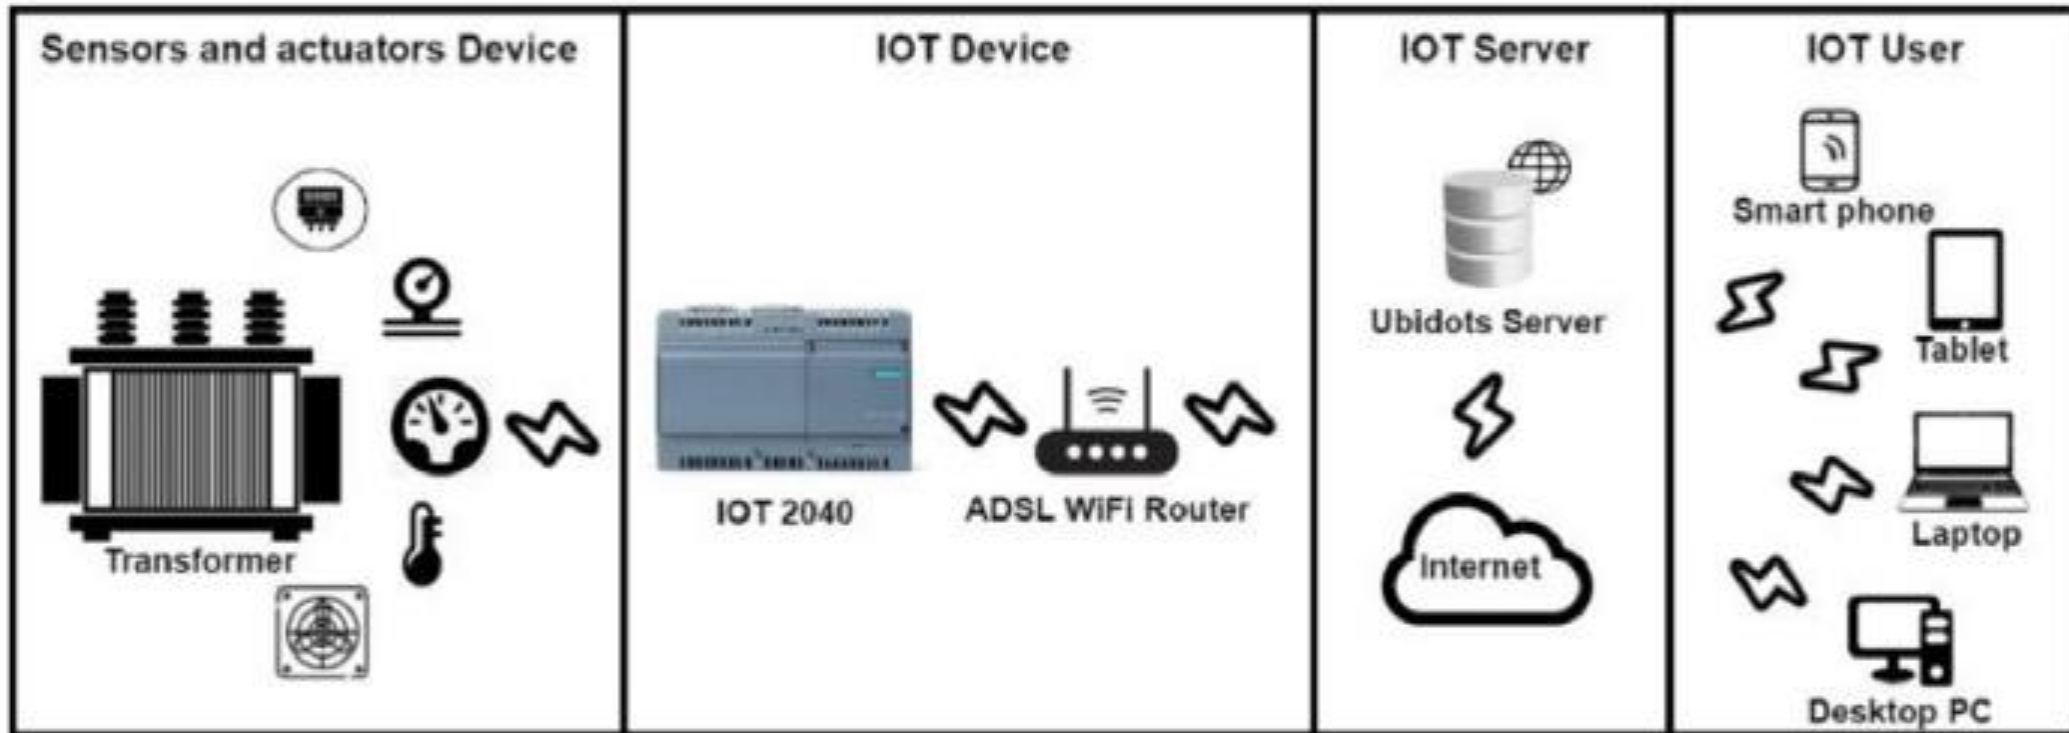 Sensors and actuators Device
Transformer
IOT Device
IOT 2040
ADSL WiFi Router
IOT Server
Ubidots Server
Internet
IOT User
Smart phone
Tablet
Laptop
Desktop PC